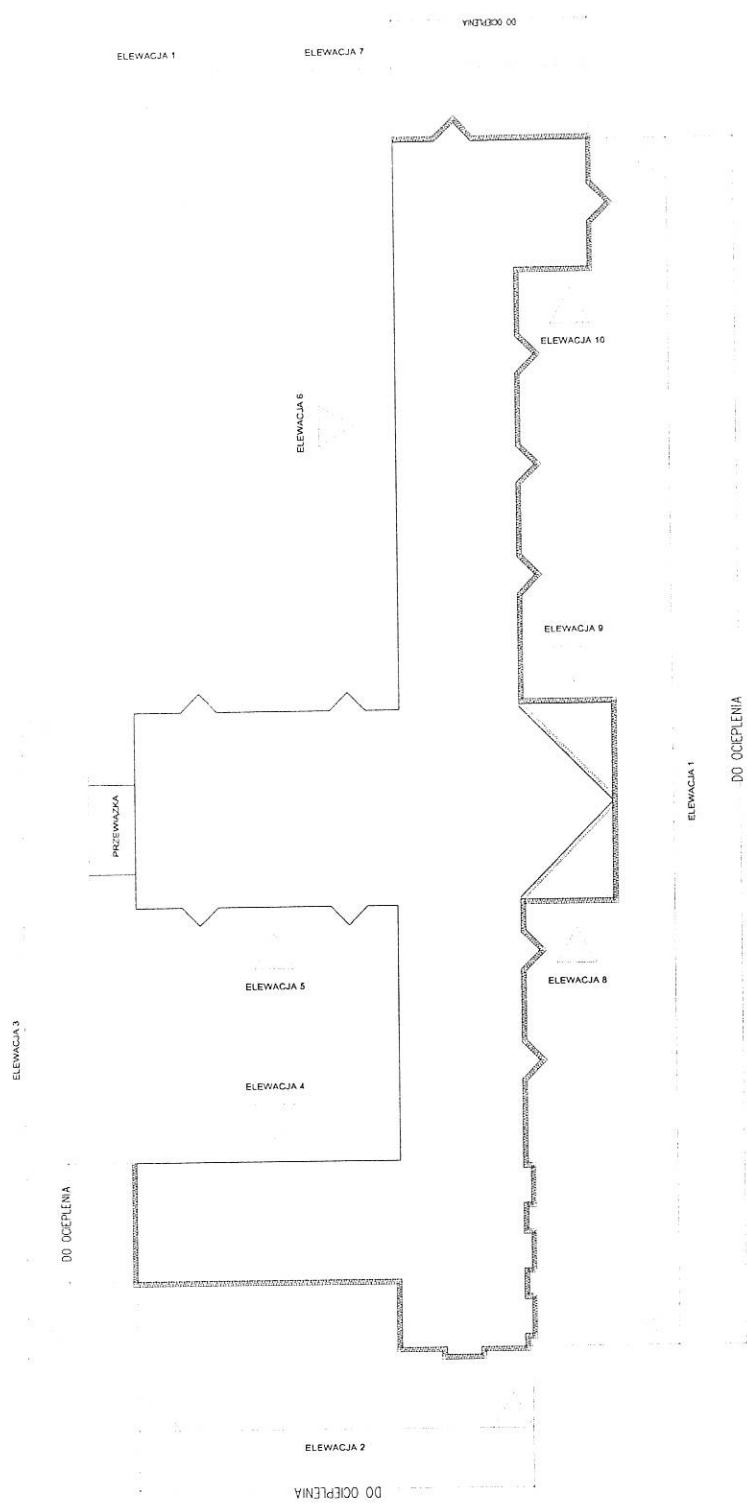 DO OCIEPLENIA
ELEWACJA 1
ELEWACJA 7
ELEWACJA 10
ELEWACJA 6
ELEWACJA 9
ELEWACJA 1
DO OCIEPLENIA
PRZEWIĄZKA
ELEWACJA 5
ELEWACJA 8
ELEWACJA 3
ELEWACJA 4
DO OCIEPLENIA
ELEWACJA 2
DO OCIEPLENIA